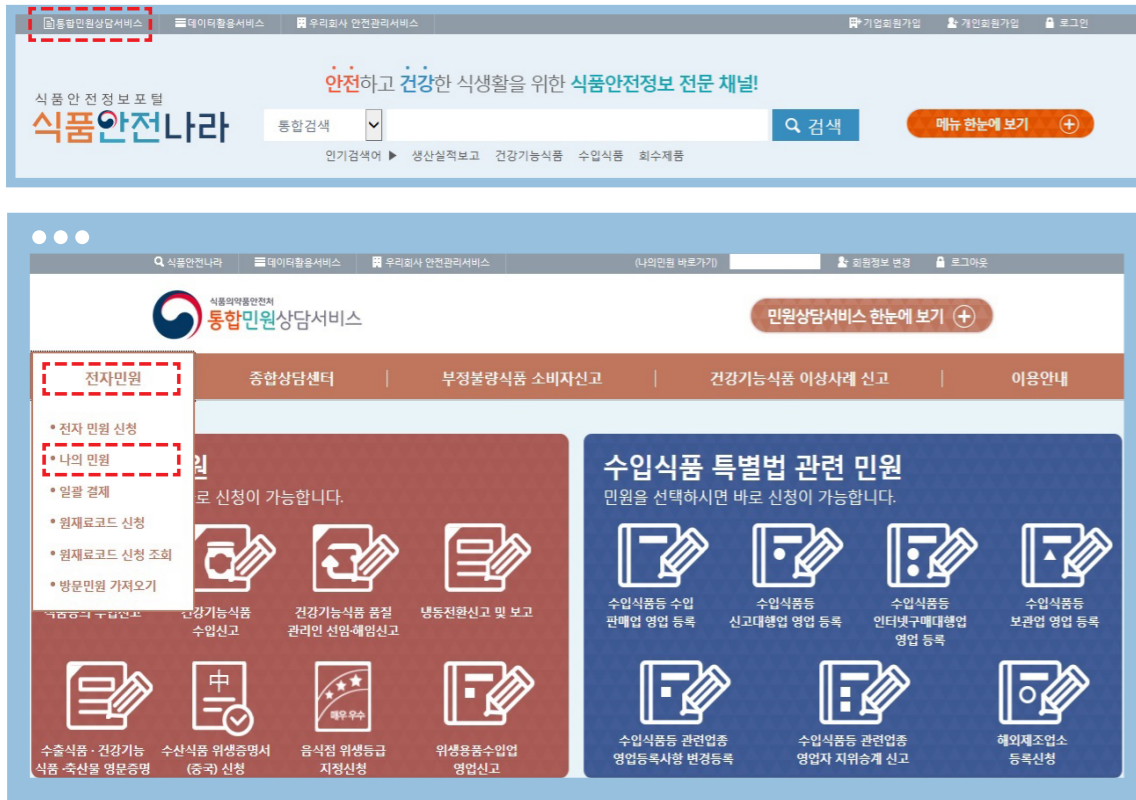 통합민원상담서비스 데이터활용서비스 우리회사 안전관리서비스 기업회원가입 개인회원가입 로그인
안전하고 건강한 식생활을 위한 식품안전정보 전문 채널!
식품안전정보포털
식품안전나라
통합검색 검색 메뉴 한눈에 보기
인기검색어 ▶ 생산실적보고 건강기능식품 수입식품 회수제품
식품안전나라 데이터활용서비스 우리회사 안전관리서비스 (나의민원 바로가기) 회원정보 변경 로그아웃
식품의약품안전처
통합민원상담서비스
민원상담서비스 한눈에 보기
전자민원 종합상담센터 부정불량식품 소비자신고 건강기능식품 이상사례 신고 이용안내
• 전자 민원 신청
• 나의 민원
• 일괄 결제
• 원재료코드 신청
• 원재료코드 신청 조회
• 방문민원 가져오기
원
로 신청이 가능합니다.
수입식품 특별법 관련 민원
민원을 선택하시면 바로 신청이 가능합니다.
식품등의 수입신고
건강기능식품
수입신고
건강기능식품 품질
관리인 선임·해임신고
냉동전환신고 및 보고
수입식품등 수입
판매업 영업 등록
수입식품등
신고대행업 영업 등록
수입식품등
인터넷구매대행업
영업 등록
수입식품등
보관업 영업 등록
中
매우 우수
수출식품 · 건강기능
식품 ·축산물 영문증명
수산식품 위생증명서
(중국) 신청
음식점 위생등급
지정신청
위생용품수입업
영업신고
수입식품등 관련업종
영업등록사항 변경등록
수입식품등 관련업종
영업자 지위승계 신고
해외제조업소
등록신청